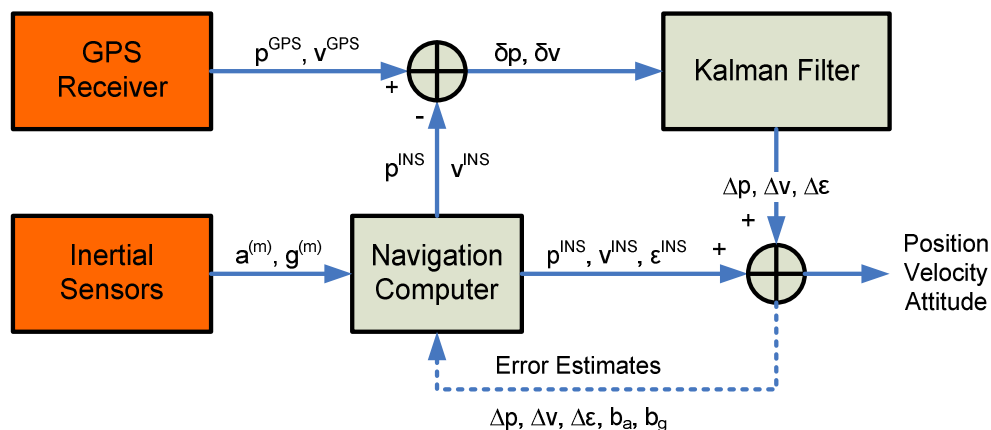 GPS
Receiver
p^GPS, v^GPS
+
-
δp, δv
Kalman Filter
p^INS v^INS
Δp, Δv, Δε
+
Inertial
Sensors
a^(m), g^(m)
Navigation
Computer
p^INS, v^INS, ε^INS
+
Position
Velocity
Attitude
Error Estimates
Δp, Δv, Δε, b_a, b_g